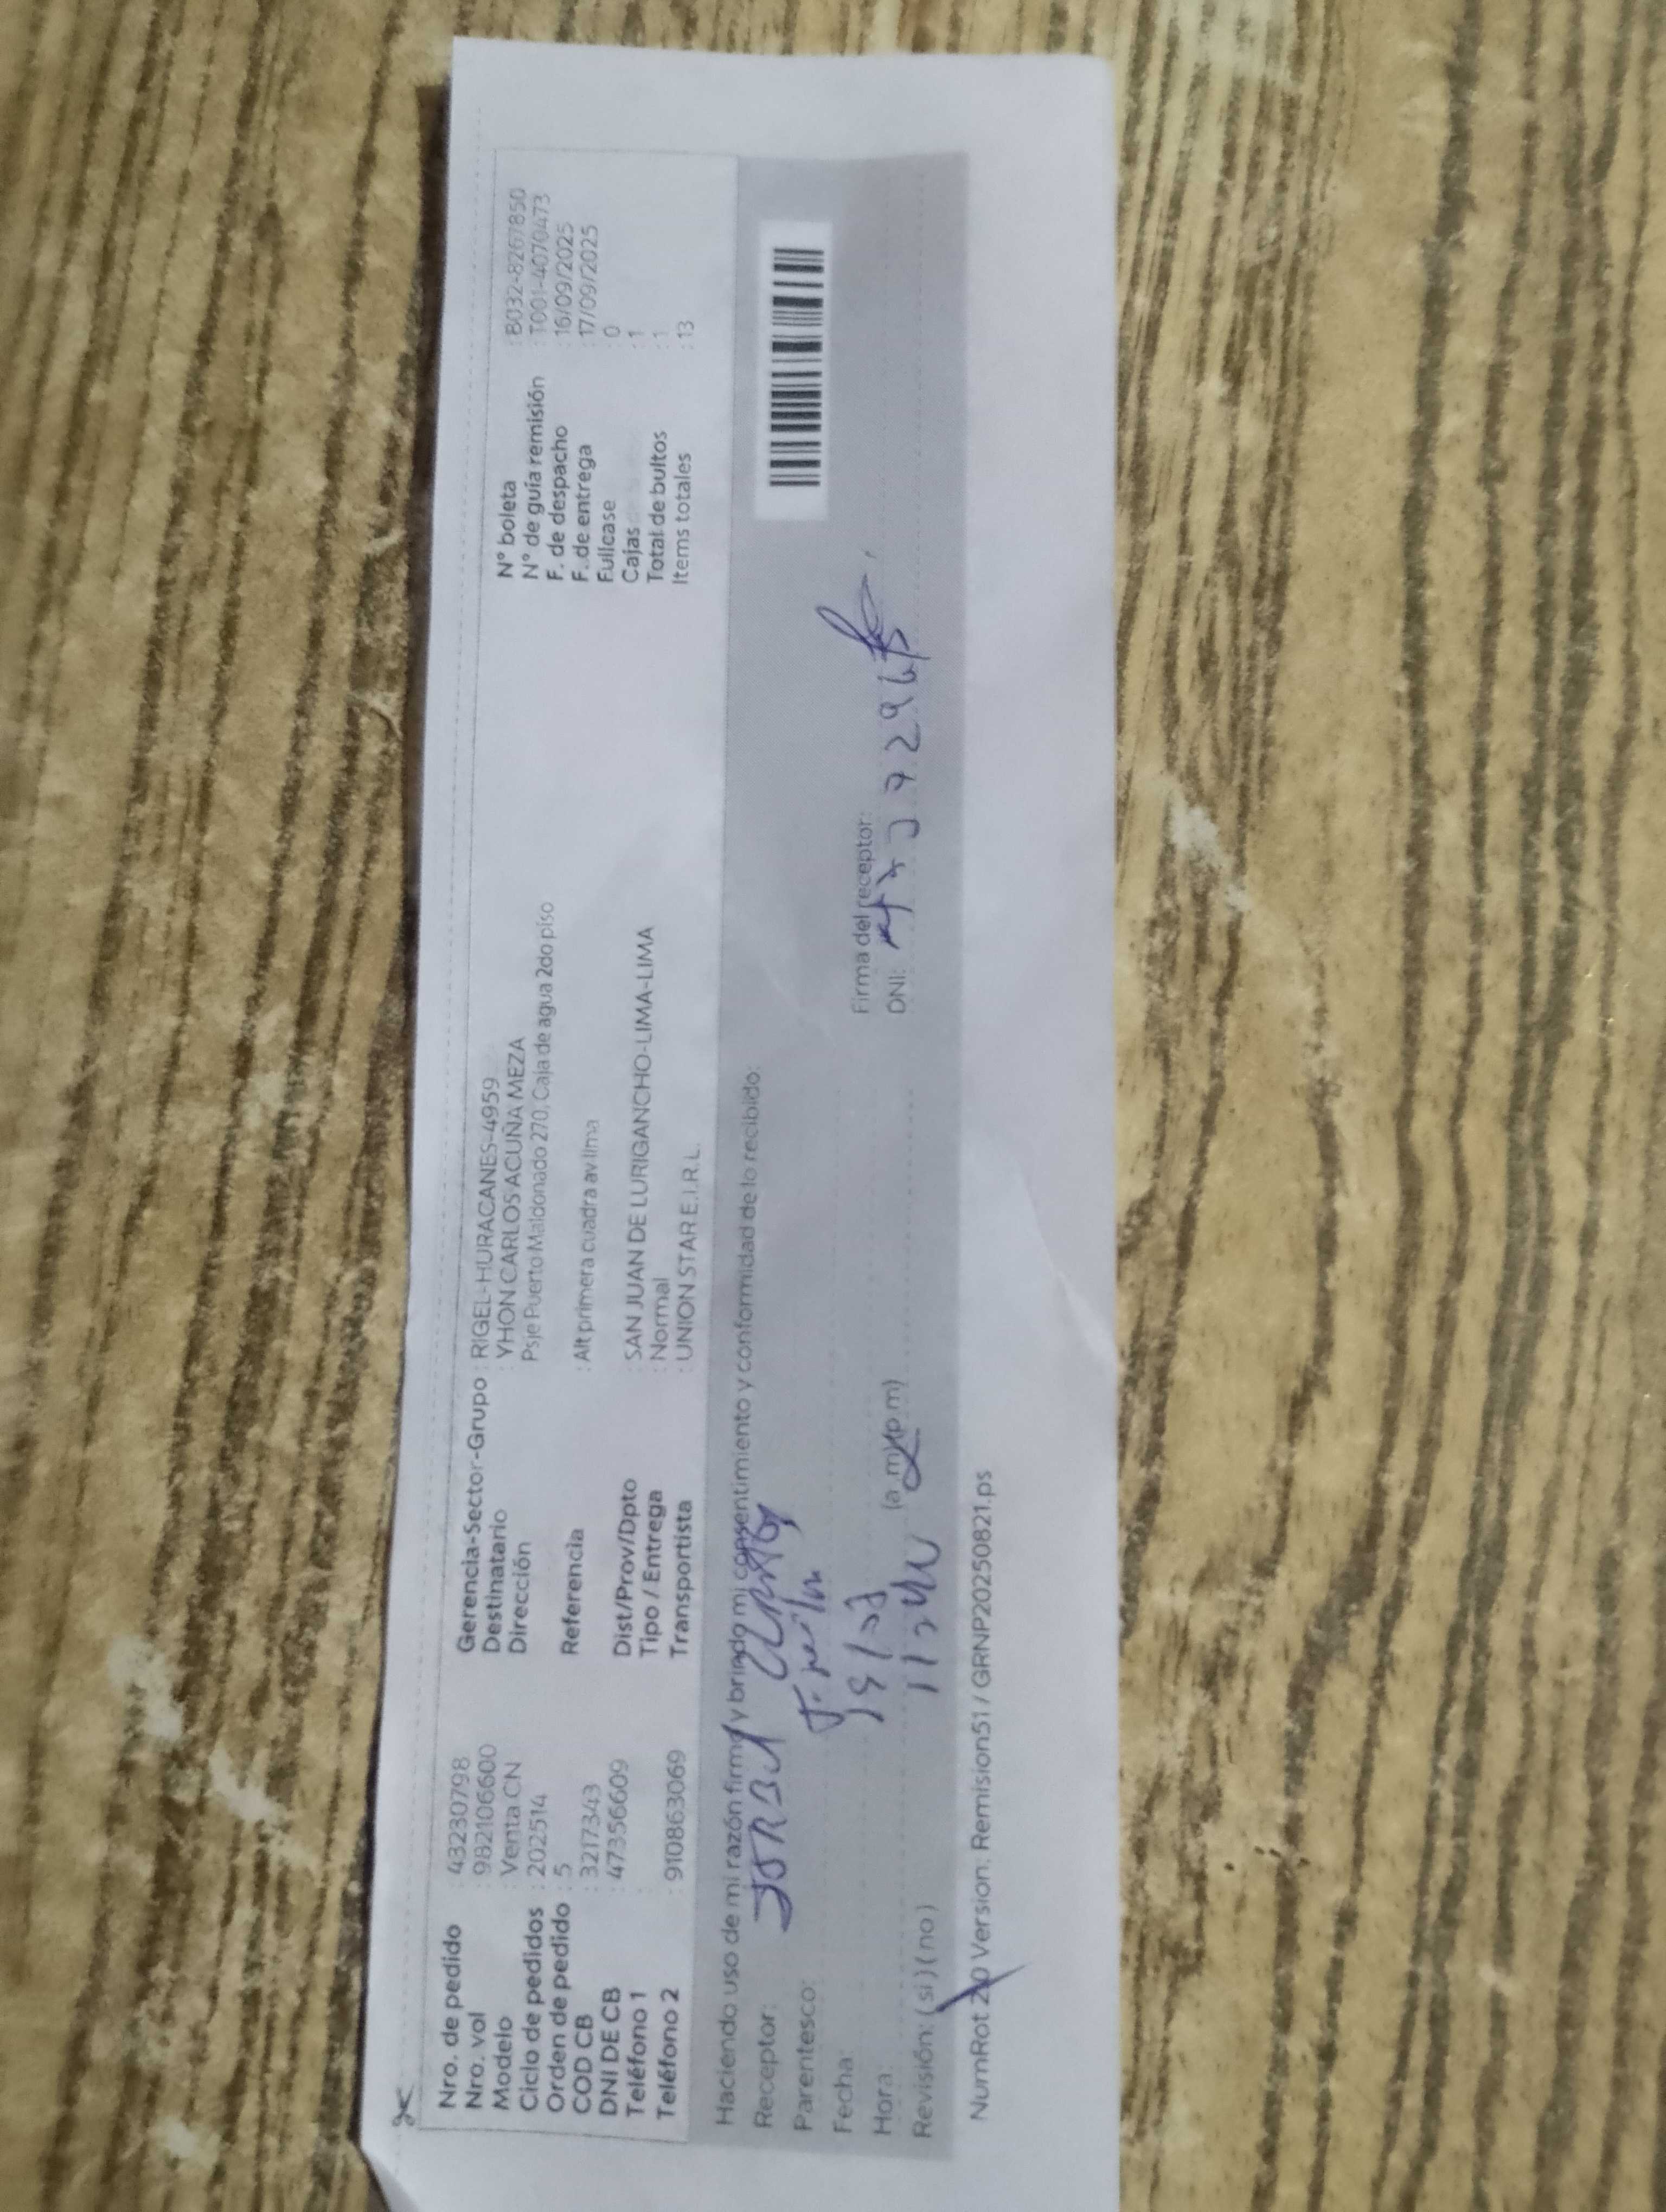 Nro. de pedido : 43230798
Nro. vol : 982106600
Modelo : Venta CN
Ciclo de pedidos : 202514
Orden de pedido : 5
COD CB : 3217343
DNI DE CB : 47356609
Teléfono 1 :
Teléfono 2 : 910863069
Gerencia-Sector-Grupo : RIGEL-HURACANES-4959
Destinatario : YHON CARLOS ACUÑA MEZA
Dirección Psje Puerto Maldonado 270, Caja de agua 2do piso
Referencia : Alt primera cuadra av lima
Dist/Prov/Dpto : SAN JUAN DE LURIGANCHO-LIMA-LIMA
Tipo / Entrega : Normal
Transportista : UNION STAR E.I.R.L.
N° boleta : B032-8267850
N° de guía remisión : T001-4070473
F. de despacho : 16/09/2025
F. de entrega : 17/09/2025
Fullcase : 0
Cajas : 1
Total de bultos : 1
Items totales : 13
Haciendo uso de mi razón firmo y brindo mi consentimiento y conformidad de lo recibido:
Receptor:
Parentesco:
Fecha:
Hora: (a.m)(p.m)
Revisión: (si) (no)
Firma del receptor:
DNI:
NumRot 2.0 Version: Remision51 / GRNP20250821.ps